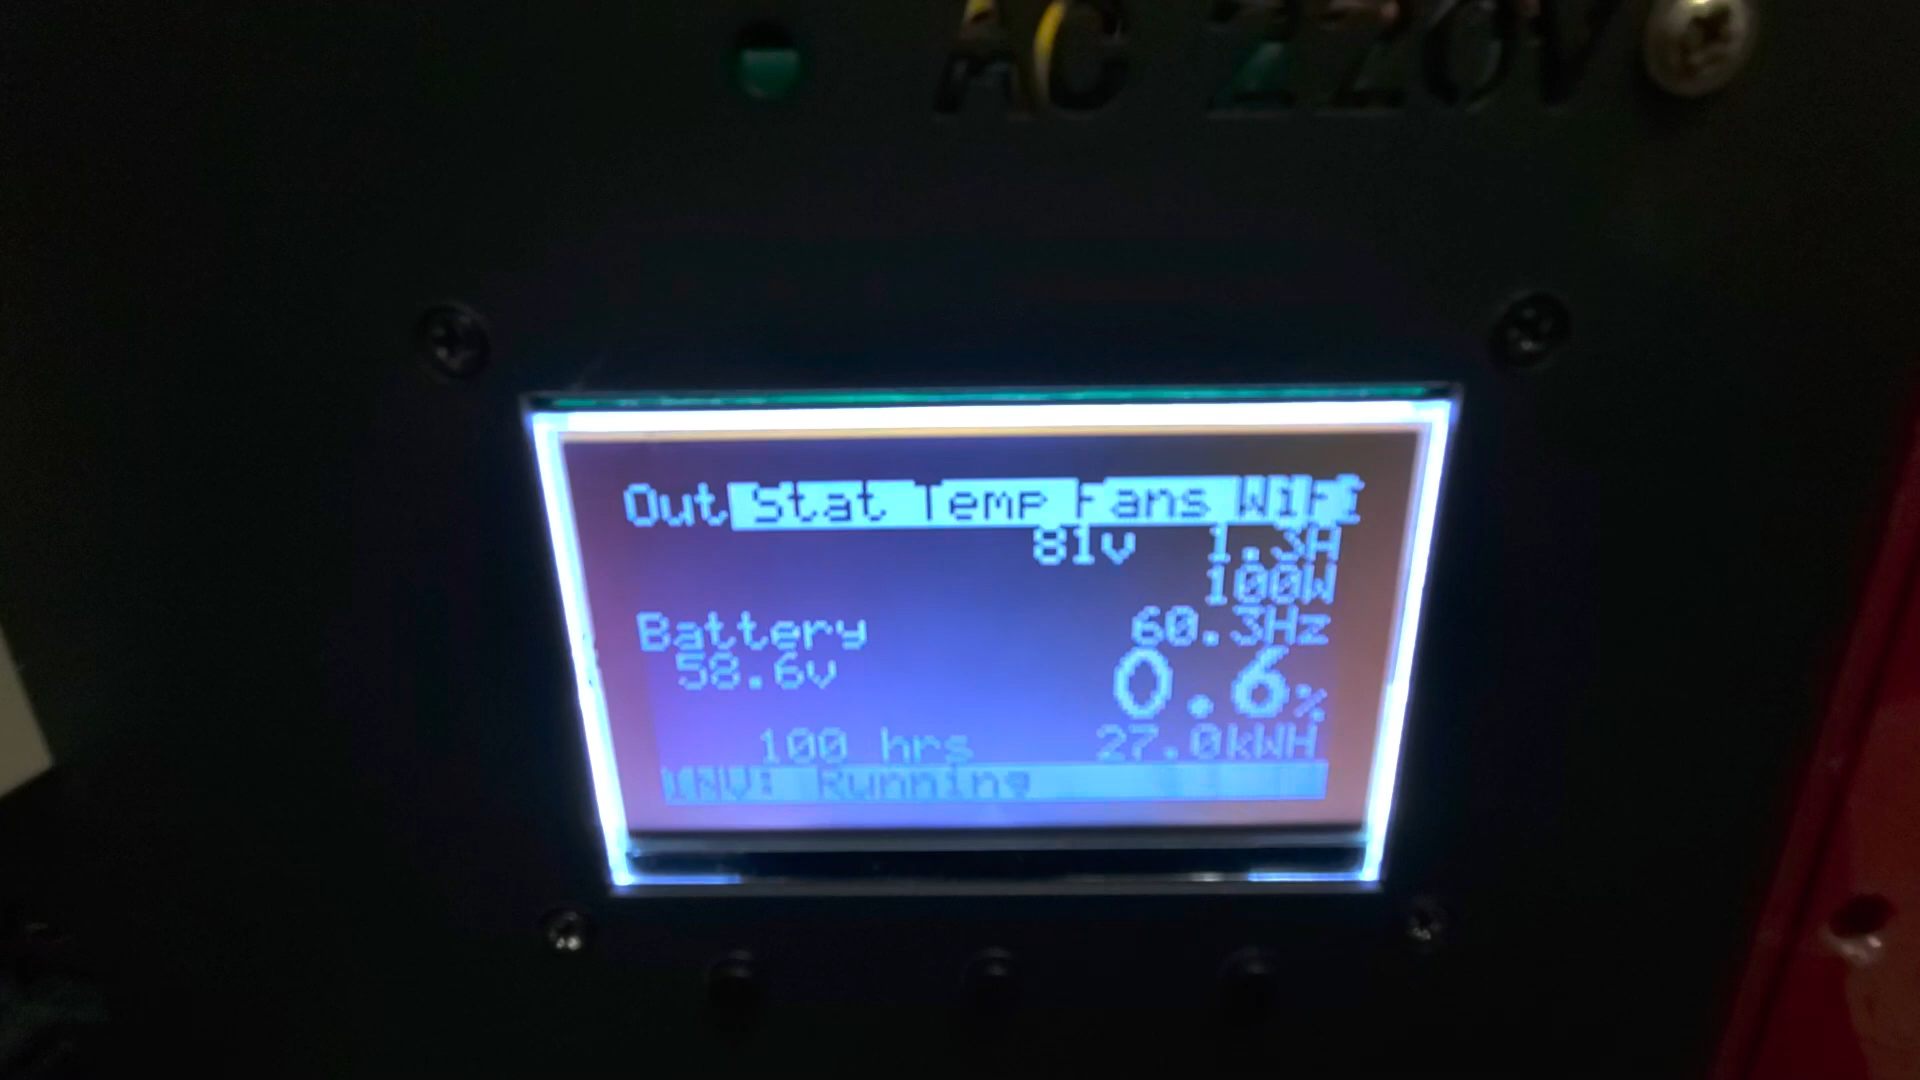 AC 220V
Out Stat Temp Fans WiFi
81v 1.3A
100W
Battery 60.3Hz
58.6v 0.6%
100 hrs 27.0kWH
INV: Running